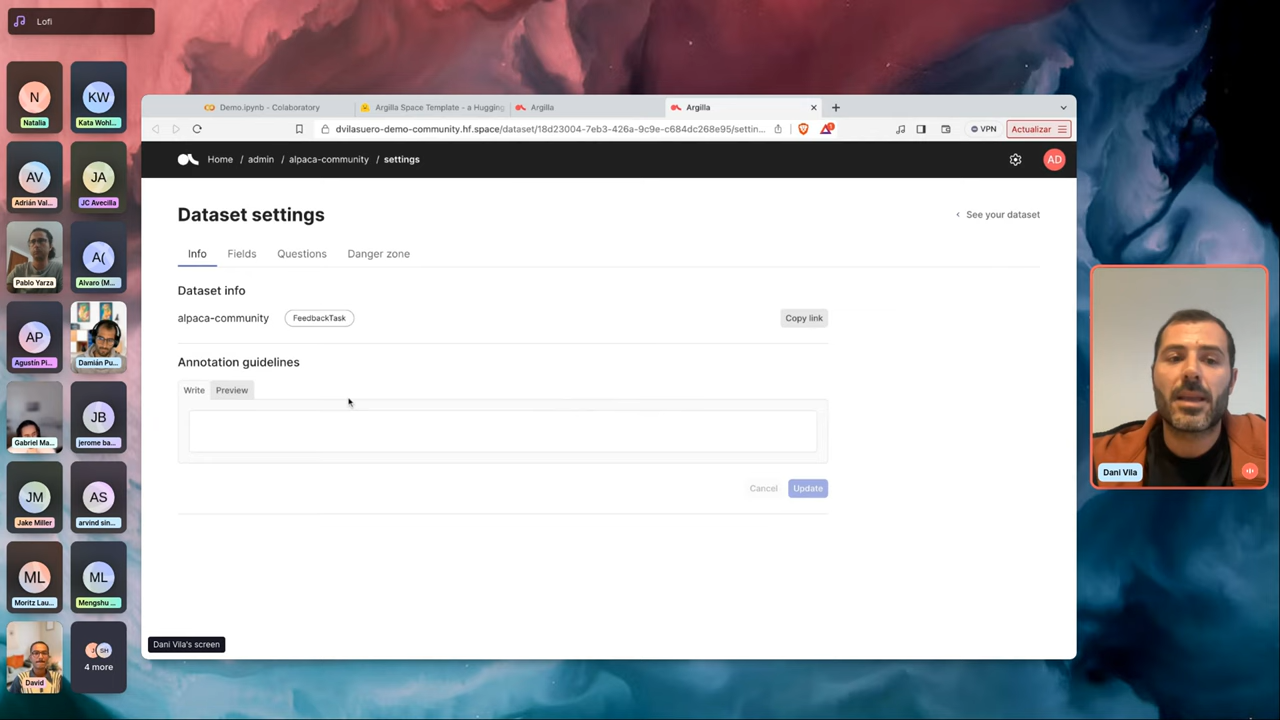 Lofi
N
Natalia
KW
Kata Wohl...
AV
Adrián Val...
JA
JC Avecilla
Pablo Yarza
A(
Alvaro (M...
AP
Agustín Pi...
Damián Pu...
Gabriel Ma...
JB
jerome ba...
JM
Jake Miller
AS
arvind sin...
ML
Moritz Lau...
ML
Mengshu ...
David
J
SH
4 more
Demo.ipynb - Colaboratory
Argilla Space Template - a Hugging
Argilla
Argilla
dvilasuero-demo-community.hf.space/dataset/18d23004-7eb3-426a-9c9e-c684dc268e95/settin...
VPN
Actualizar
Home / admin / alpaca-community / settings
AD
Dataset settings
See your dataset
Info Fields Questions Danger zone
Dataset info
alpaca-community FeedbackTask Copy link
Annotation guidelines
Write Preview
Cancel Update
Dani Vila's screen
Dani Vila